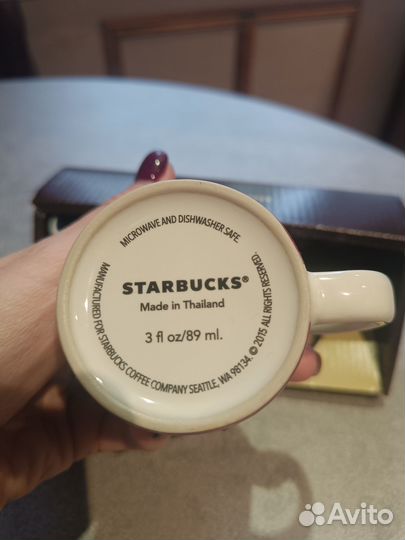 MICROWAVE AND DISHWASHER SAFE.
STARBUCKS®
Made in Thailand
3 fl oz/89 ml.
MANUFACTURED FOR STARBUCKS COFFEE COMPANY SEATTLE, WA 98134. © 2015 ALL RIGHTS RESERVED.
Avito